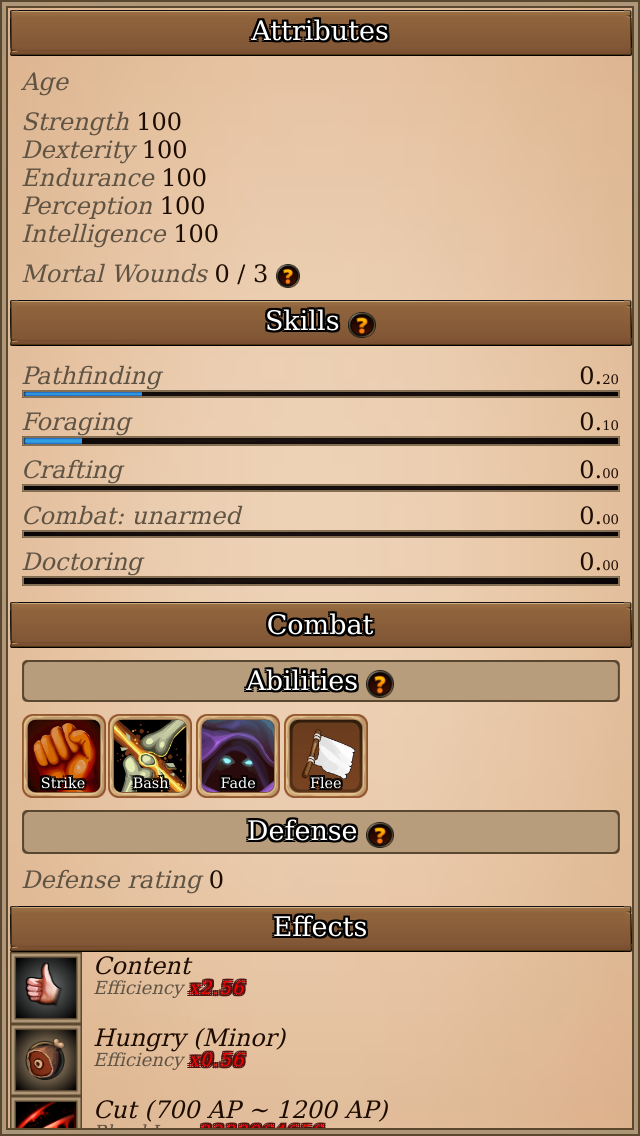 Attributes
Age
Strength 100
Dexterity 100
Endurance 100
Perception 100
Intelligence 100
Mortal Wounds 0 / 3 ?
Skills ?
Pathfinding 0.20
Foraging 0.10
Crafting 0.00
Combat: unarmed 0.00
Doctoring 0.00
Combat
Abilities ?
Strike Bash Fade Flee
Defense ?
Defense rating 0
Effects
Content
Efficiency x2.56
Hungry (Minor)
Efficiency x0.56
Cut (700 AP ~ 1200 AP)